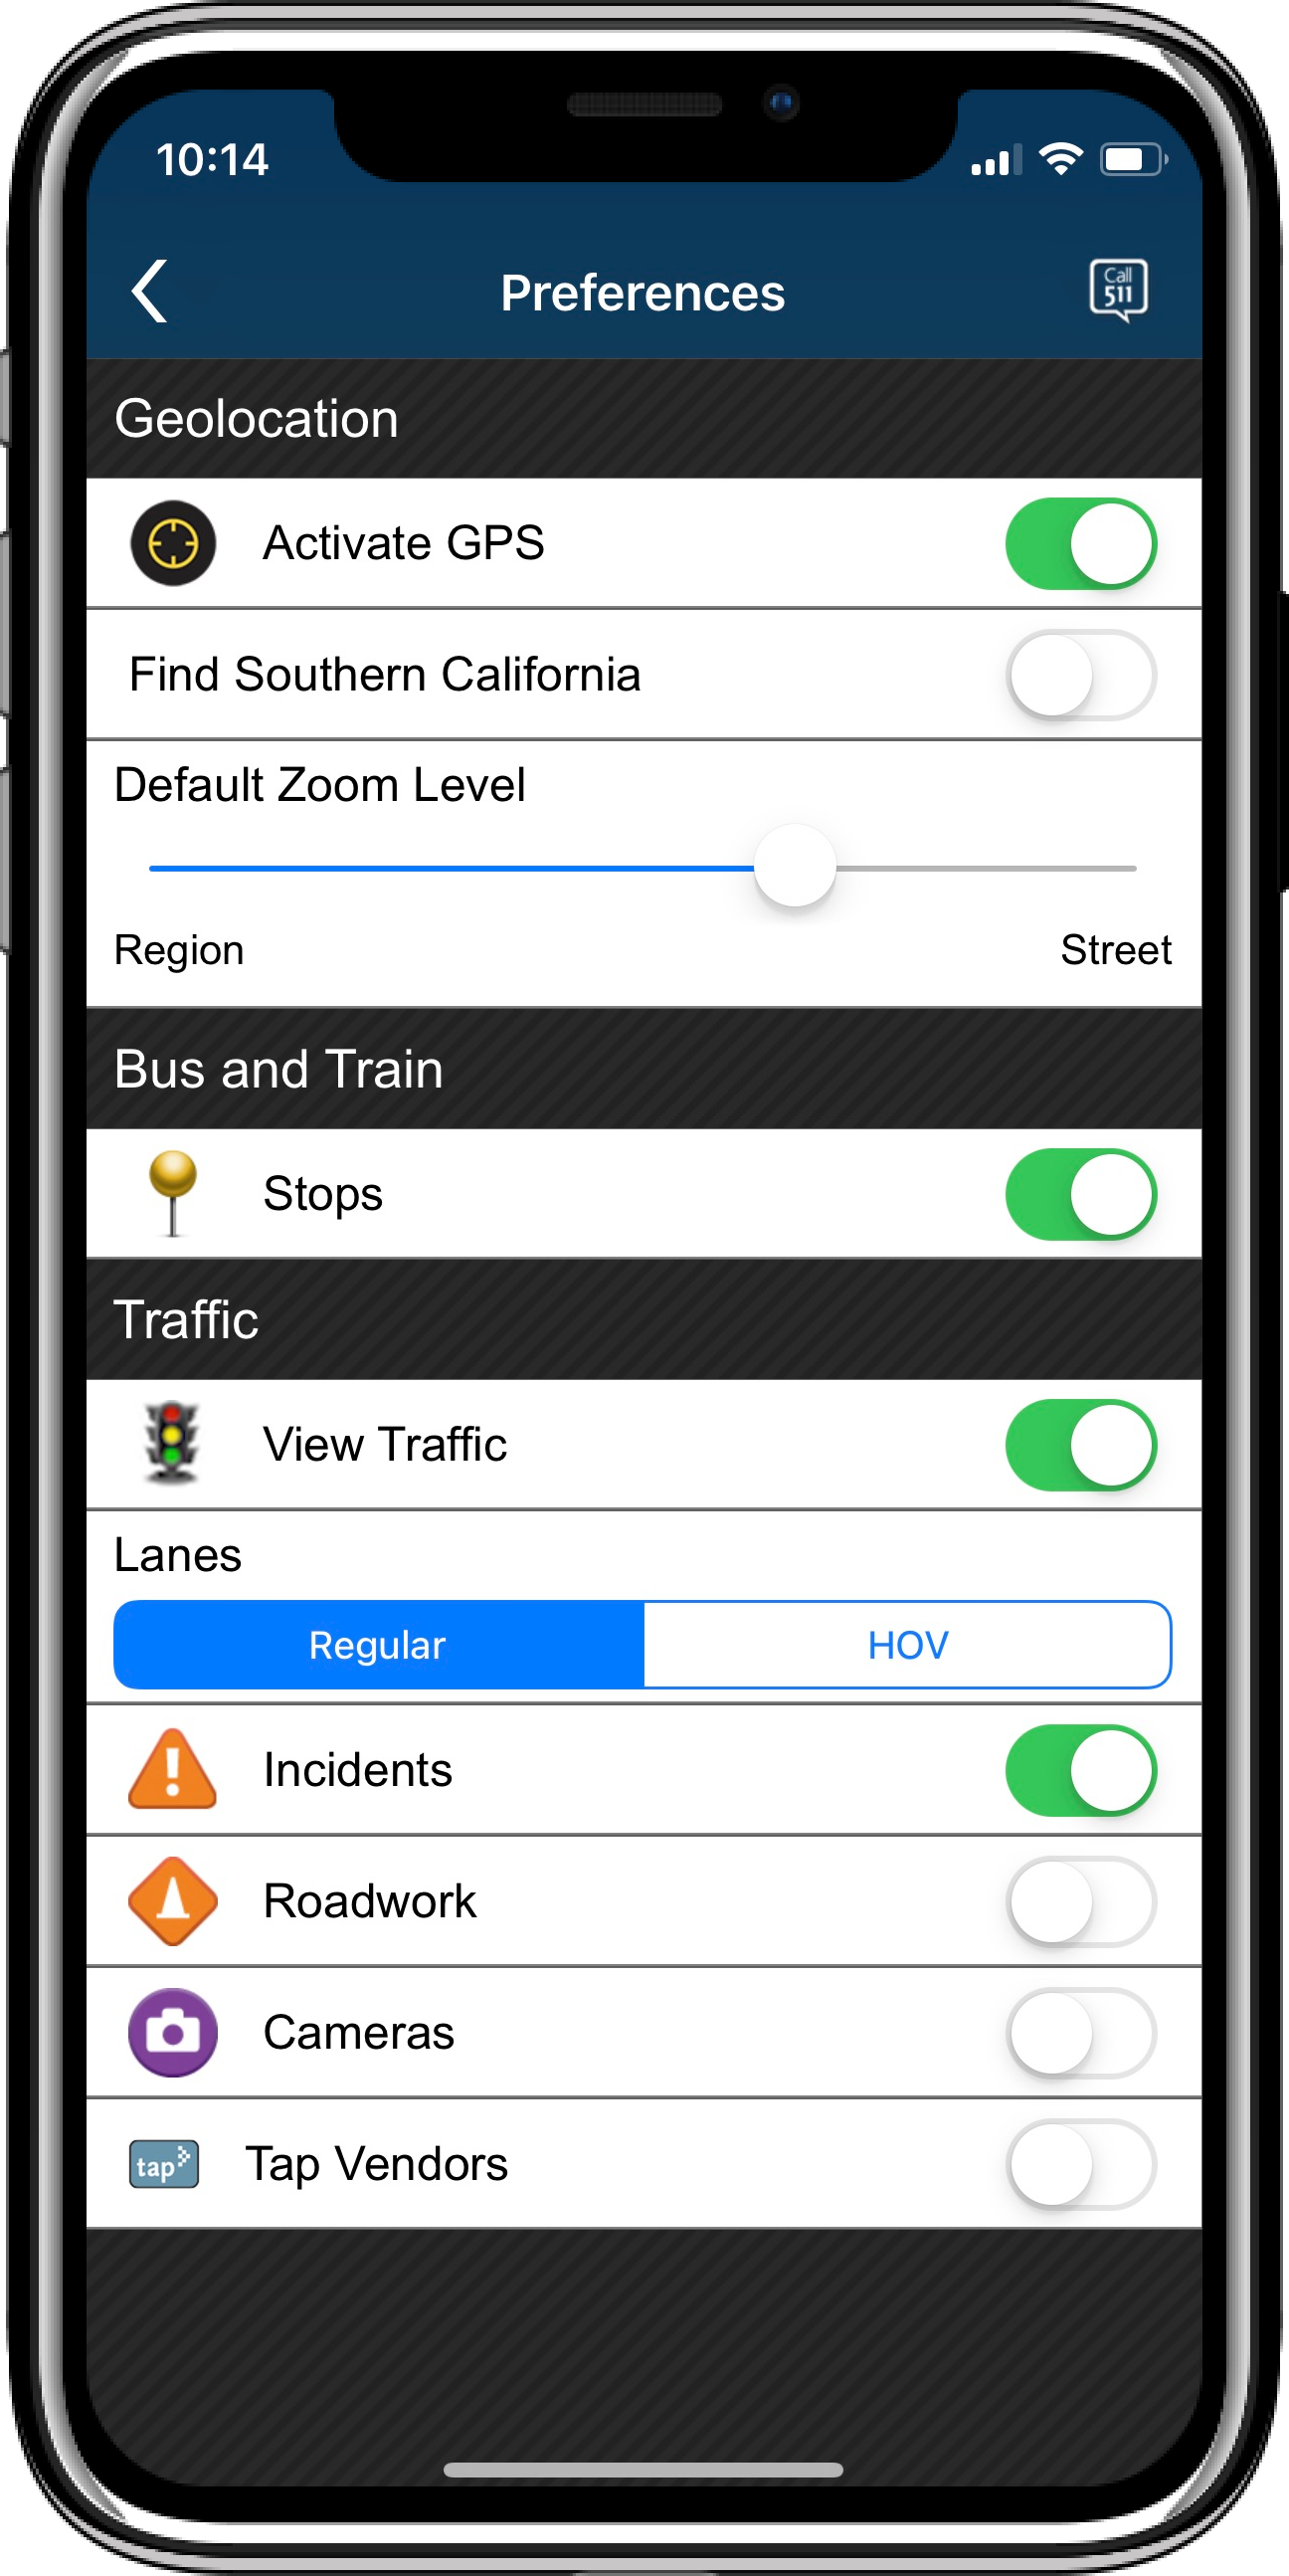 10:14
Preferences
Call
511
Geolocation
Activate GPS
Find Southern California
Default Zoom Level
Region
Street
Bus and Train
Stops
Traffic
View Traffic
Lanes
Regular
HOV
Incidents
Roadwork
Cameras
tap
Tap Vendors